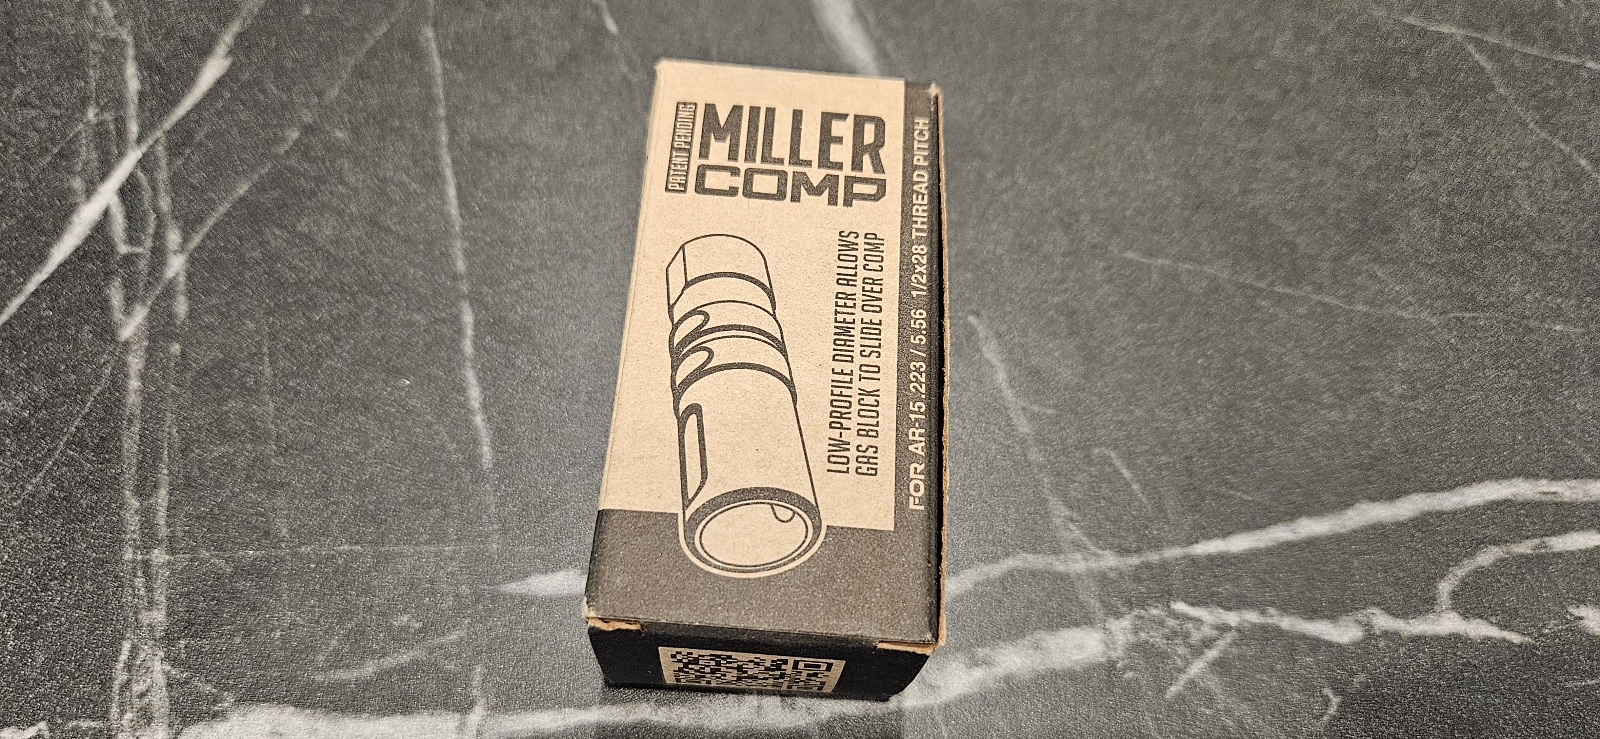 PATENT PENDING
MILLER
COMP
LOW-PROFILE DIAMETER ALLOWS
GAS BLOCK TO SLIDE OVER COMP
FOR AR-15 .223 / 5.56 1/2x28 THREAD PITCH